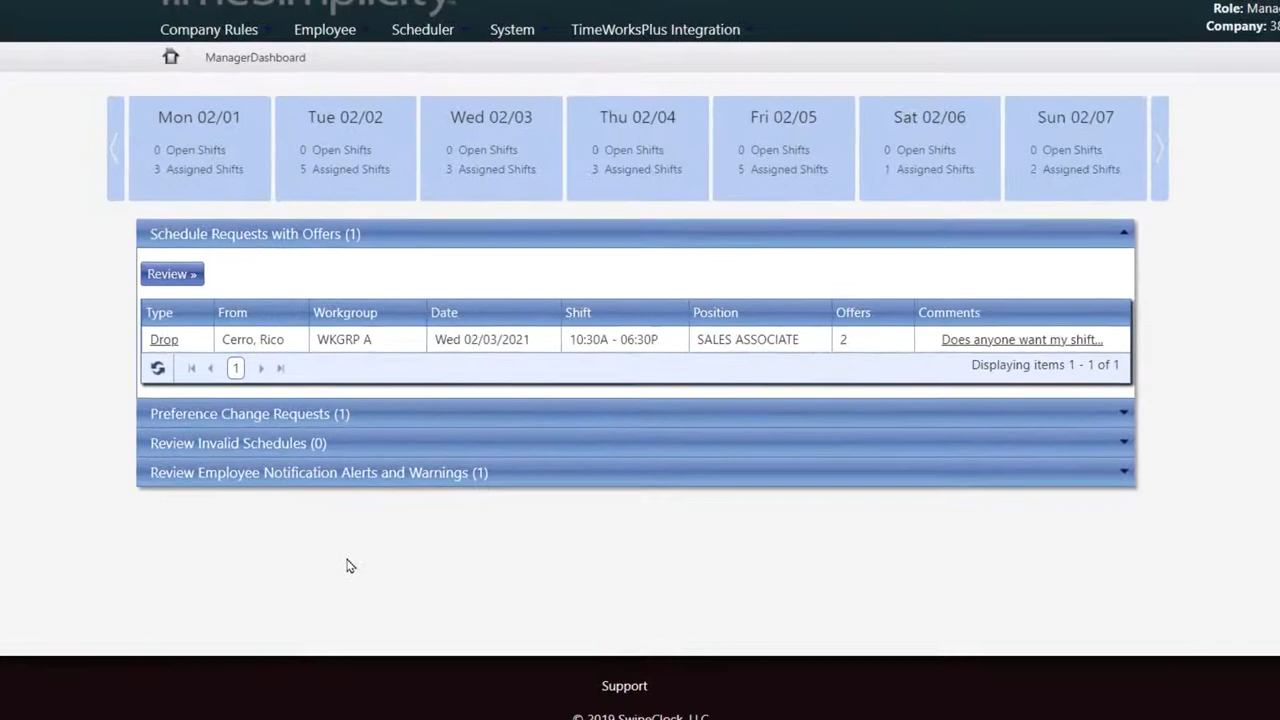 TimeSimplicity
Role: Mana
Company: 38
Company Rules Employee Scheduler System TimeWorksPlus Integration
ManagerDashboard
Mon 02/01 Tue 02/02 Wed 02/03 Thu 02/04 Fri 02/05 Sat 02/06 Sun 02/07
0 Open Shifts 0 Open Shifts 0 Open Shifts 0 Open Shifts 0 Open Shifts 0 Open Shifts 0 Open Shifts
3 Assigned Shifts 5 Assigned Shifts 3 Assigned Shifts 3 Assigned Shifts 5 Assigned Shifts 1 Assigned Shifts 2 Assigned Shifts
Schedule Requests with Offers (1)
Review »
Type From Workgroup Date Shift Position Offers Comments
Drop Cerro, Rico WKGRP A Wed 02/03/2021 10:30A - 06:30P SALES ASSOCIATE 2 Does anyone want my shift...
1 Displaying items 1 - 1 of 1
Preference Change Requests (1)
Review Invalid Schedules (0)
Review Employee Notification Alerts and Warnings (1)
Support
© 2019 SwipeClock, LLC